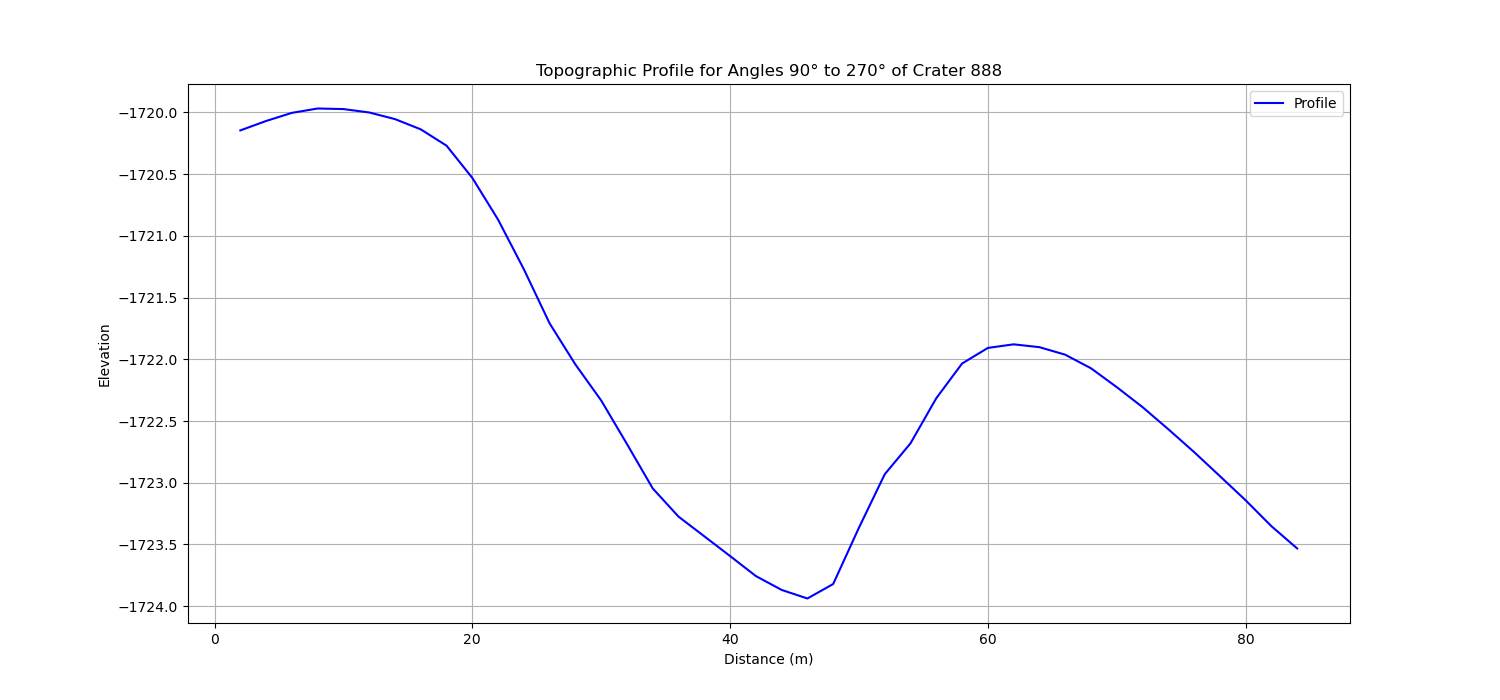 Topographic Profile for Angles 90° to 270° of Crater 888
Profile
−1720.0
−1720.5
−1721.0
−1721.5
−1722.0
−1722.5
−1723.0
−1723.5
−1724.0
Elevation
0 20 40 60 80
Distance (m)